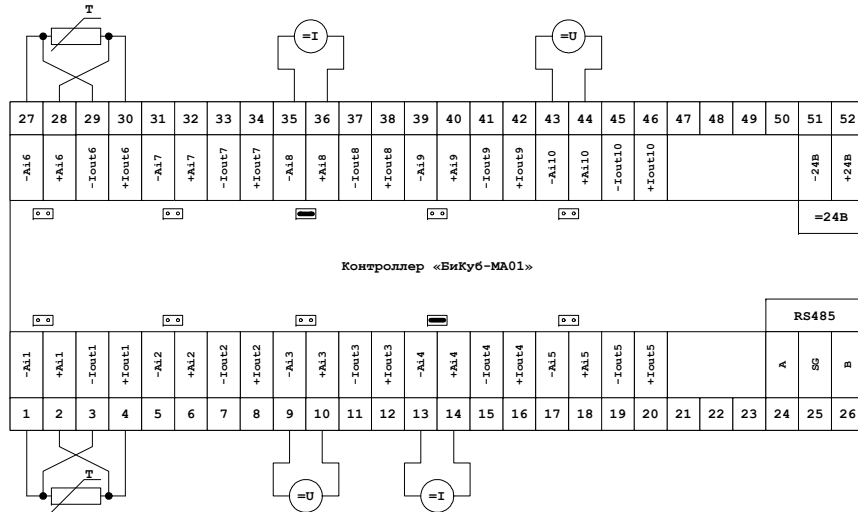 T
=I
=U
27 28 29 30 31 32 33 34 35 36 37 38 39 40 41 42 43 44 45 46 47 48 49 50 51 52
-Ai6 +Ai6 -Iout6 +Iout6 -Ai7 +Ai7 -Iout7 +Iout7 -Ai8 +Ai8 -Iout8 +Iout8 -Ai9 +Ai9 -Iout9 +Iout9 -Ai10 +Ai10 -Iout10 +Iout10 -24В +24В
=24В
Контроллер «БиКуб-МА01»
RS485
-Ai1 +Ai1 -Iout1 +Iout1 -Ai2 +Ai2 -Iout2 +Iout2 -Ai3 +Ai3 -Iout3 +Iout3 -Ai4 +Ai4 -Iout4 +Iout4 -Ai5 +Ai5 -Iout5 +Iout5 A SG B
1 2 3 4 5 6 7 8 9 10 11 12 13 14 15 16 17 18 19 20 21 22 23 24 25 26
T
=U
=I